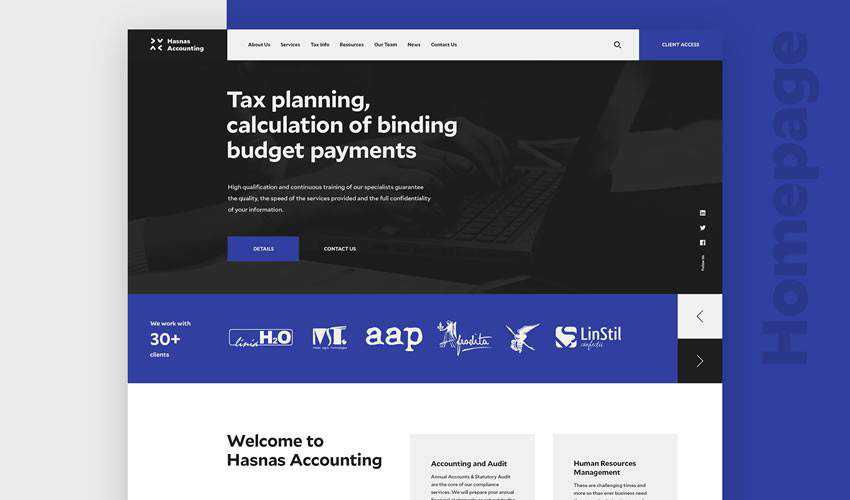 Hasnas
Accounting
About Us Services Tax Info Resources Our Team News Contact Us
CLIENT ACCESS
Tax planning,
calculation of binding
budget payments
High qualification and continuous training of our specialists guarantee
the quality, the speed of the services provided and the full confidentiality
of your information.
DETAILS CONTACT US
Follow Us
We work with
30+
clients
linia H2O
MST
aap
Afrodita
LinStil
confectii
Homepage
Welcome to
Hasnas Accounting
Accounting and Audit
Annual Accounts & Statutory Audit
are the core of our compliance
services. We will prepare your annual
Human Resources
Management
These are challenging times and
more so than ever business need